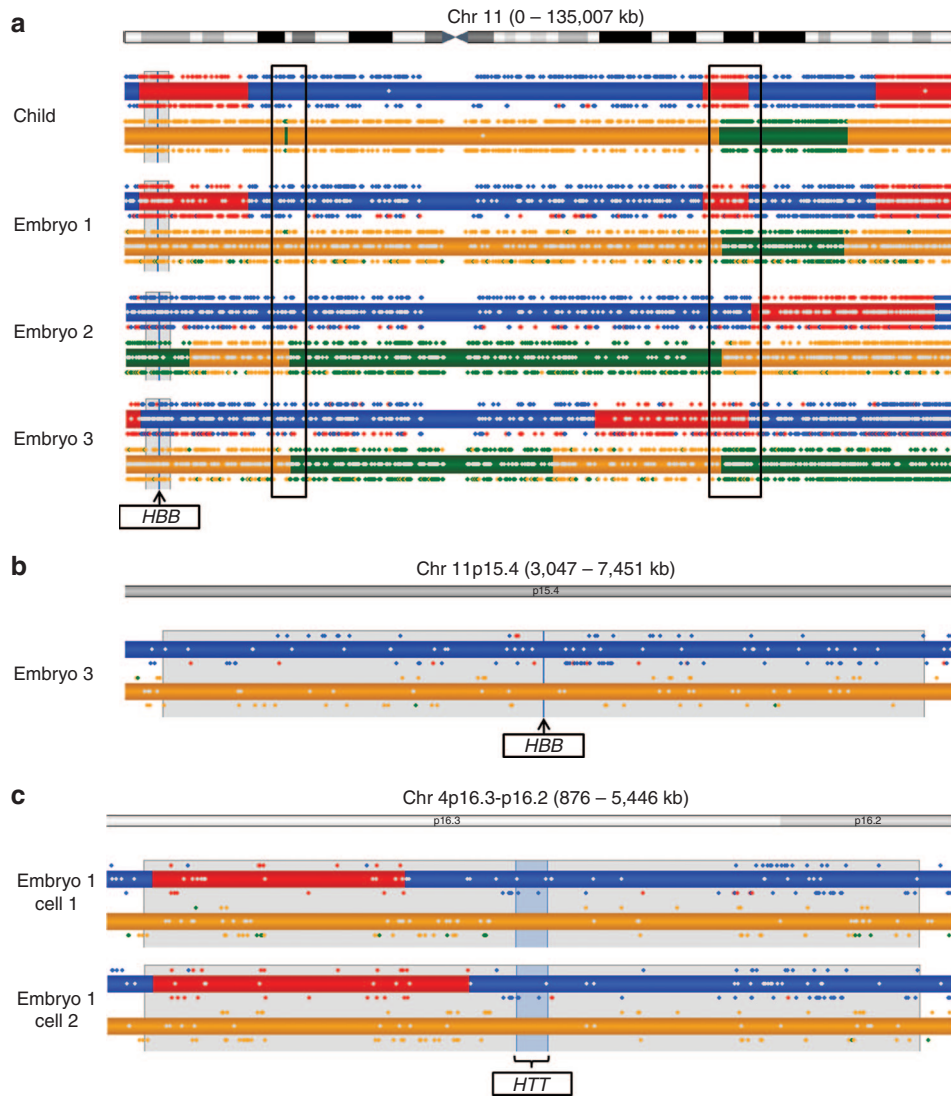 a
Chr 11 (0 – 135,007 kb)
Child
Embryo 1
Embryo 2
Embryo 3
HBB
b
Chr 11p15.4 (3,047 – 7,451 kb)
p15.4
Embryo 3
HBB
c
Chr 4p16.3-p16.2 (876 – 5,446 kb)
p16.3
p16.2
Embryo 1
cell 1
Embryo 1
cell 2
HTT